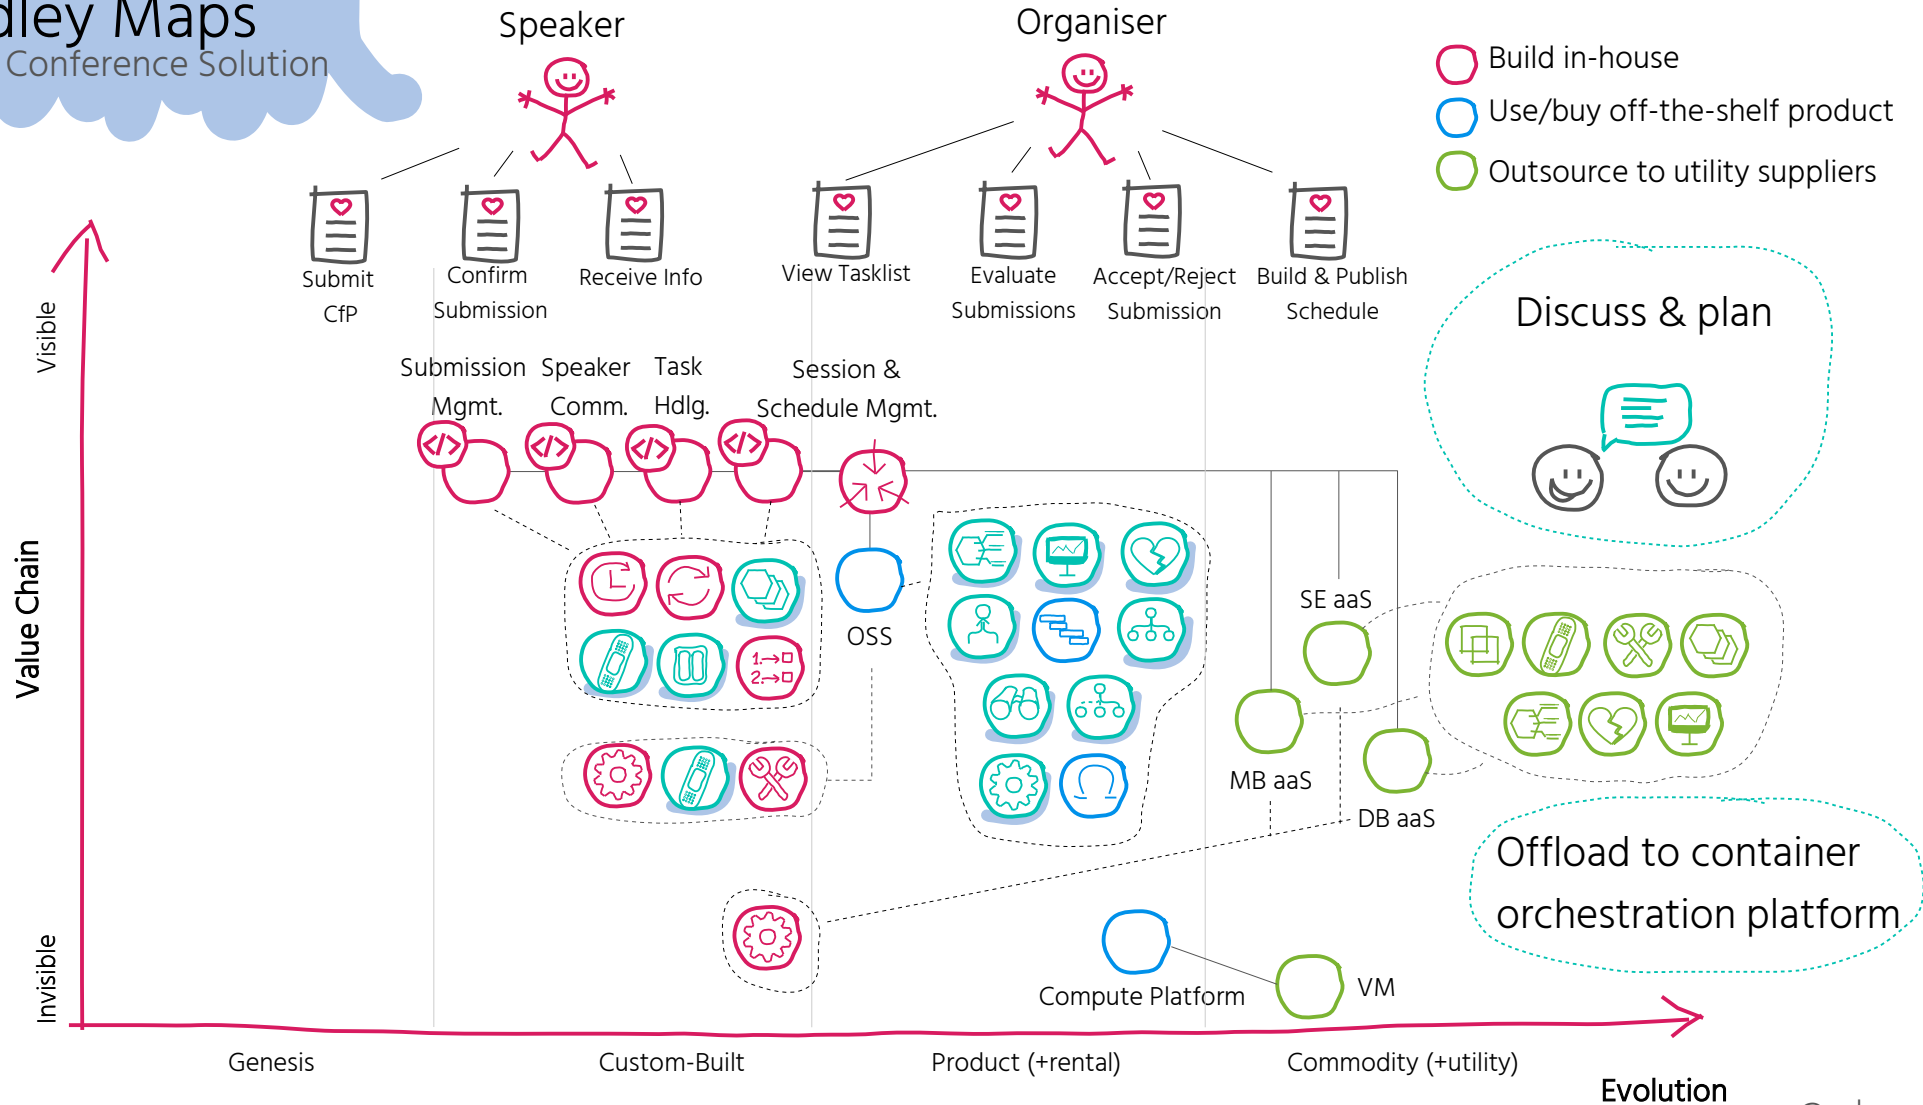 dley Maps
Conference Solution
Speaker
Organiser
Build in-house
Use/buy off-the-shelf product
Outsource to utility suppliers
Submit
CfP
Confirm
Submission
Receive Info
View Tasklist
Evaluate
Submissions
Accept/Reject
Submission
Build & Publish
Schedule
Visible
Value Chain
Invisible
Submission
Mgmt.
Speaker
Comm.
Task
Hdlg.
Session &
Schedule Mgmt.
</>
</>
</>
</>
Discuss & plan
1.→
2.→
OSS
SE aaS
MB aaS
DB aaS
Offload to container
orchestration platform
Compute Platform
VM
Genesis
Custom-Built
Product (+rental)
Commodity (+utility)
Evolution